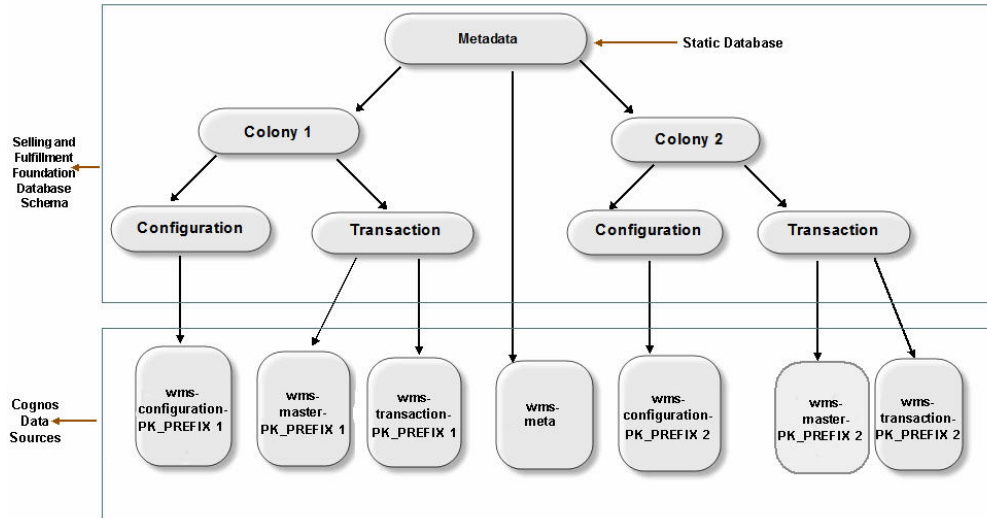 Metadata
Static Database
Colony 1
Colony 2
Selling and
Fulfillment
Foundation
Database
Schema
Configuration
Transaction
Configuration
Transaction
Cognos
Data
Sources
wms-
configuration-
PK_PREFIX 1
wms-
master-
PK_PREFIX 1
wms-
transaction-
PK_PREFIX 1
wms-
meta
wms-
configuration-
PK_PREFIX 2
wms-
master-
PK_PREFIX 2
wms-
transaction-
PK_PREFIX 2